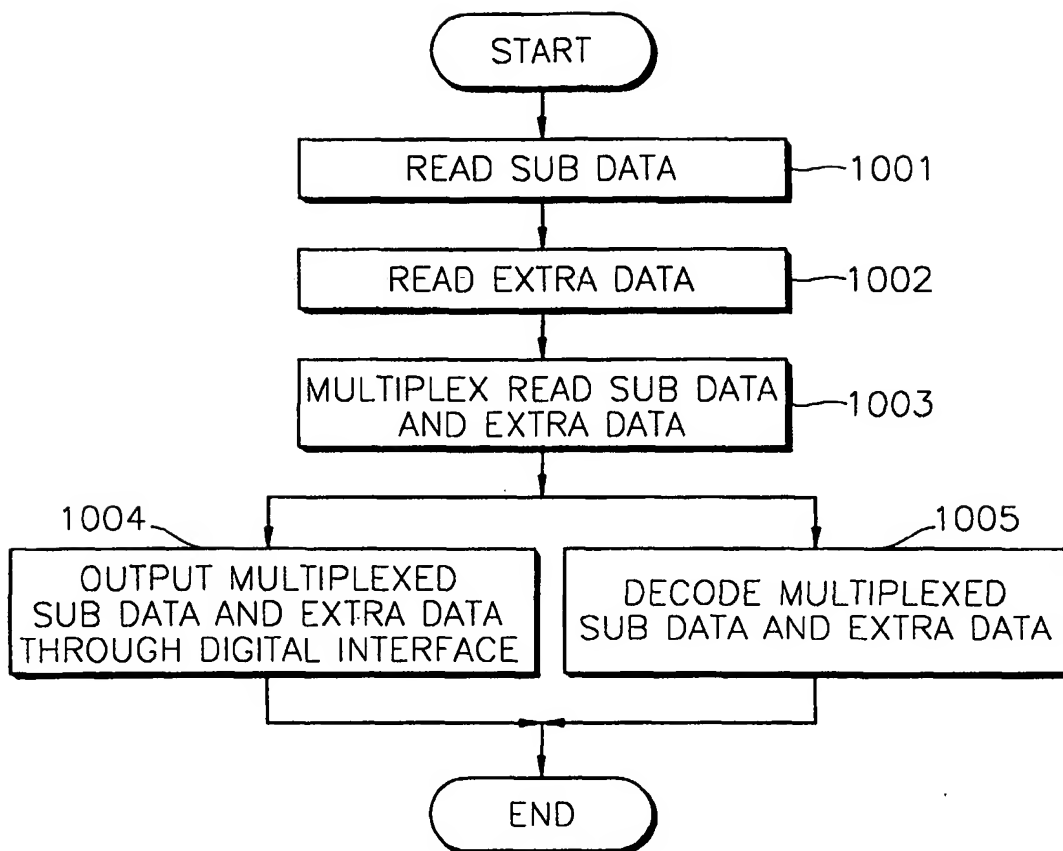 START
READ SUB DATA
1001
READ EXTRA DATA
1002
MULTIPLEX READ SUB DATA
AND EXTRA DATA
1003
1004
OUTPUT MULTIPLEXED
SUB DATA AND EXTRA DATA
THROUGH DIGITAL INTERFACE
1005
DECODE MULTIPLEXED
SUB DATA AND EXTRA DATA
END